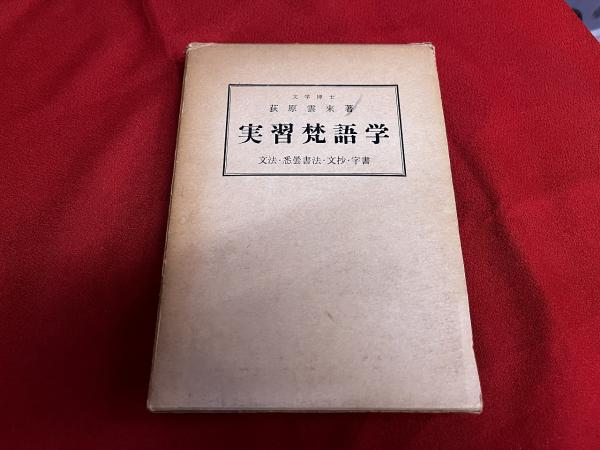 文学博士
荻原雲来著
実習梵語学
文法・悉曇書法・文抄・字書